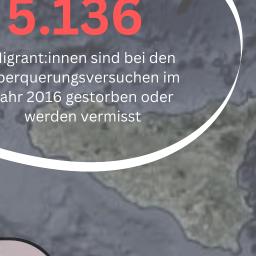 5.136
ligrant:innen sind bei den
berquerungsversuchen im
ahr 2016 gestorben oder
werden vermisst